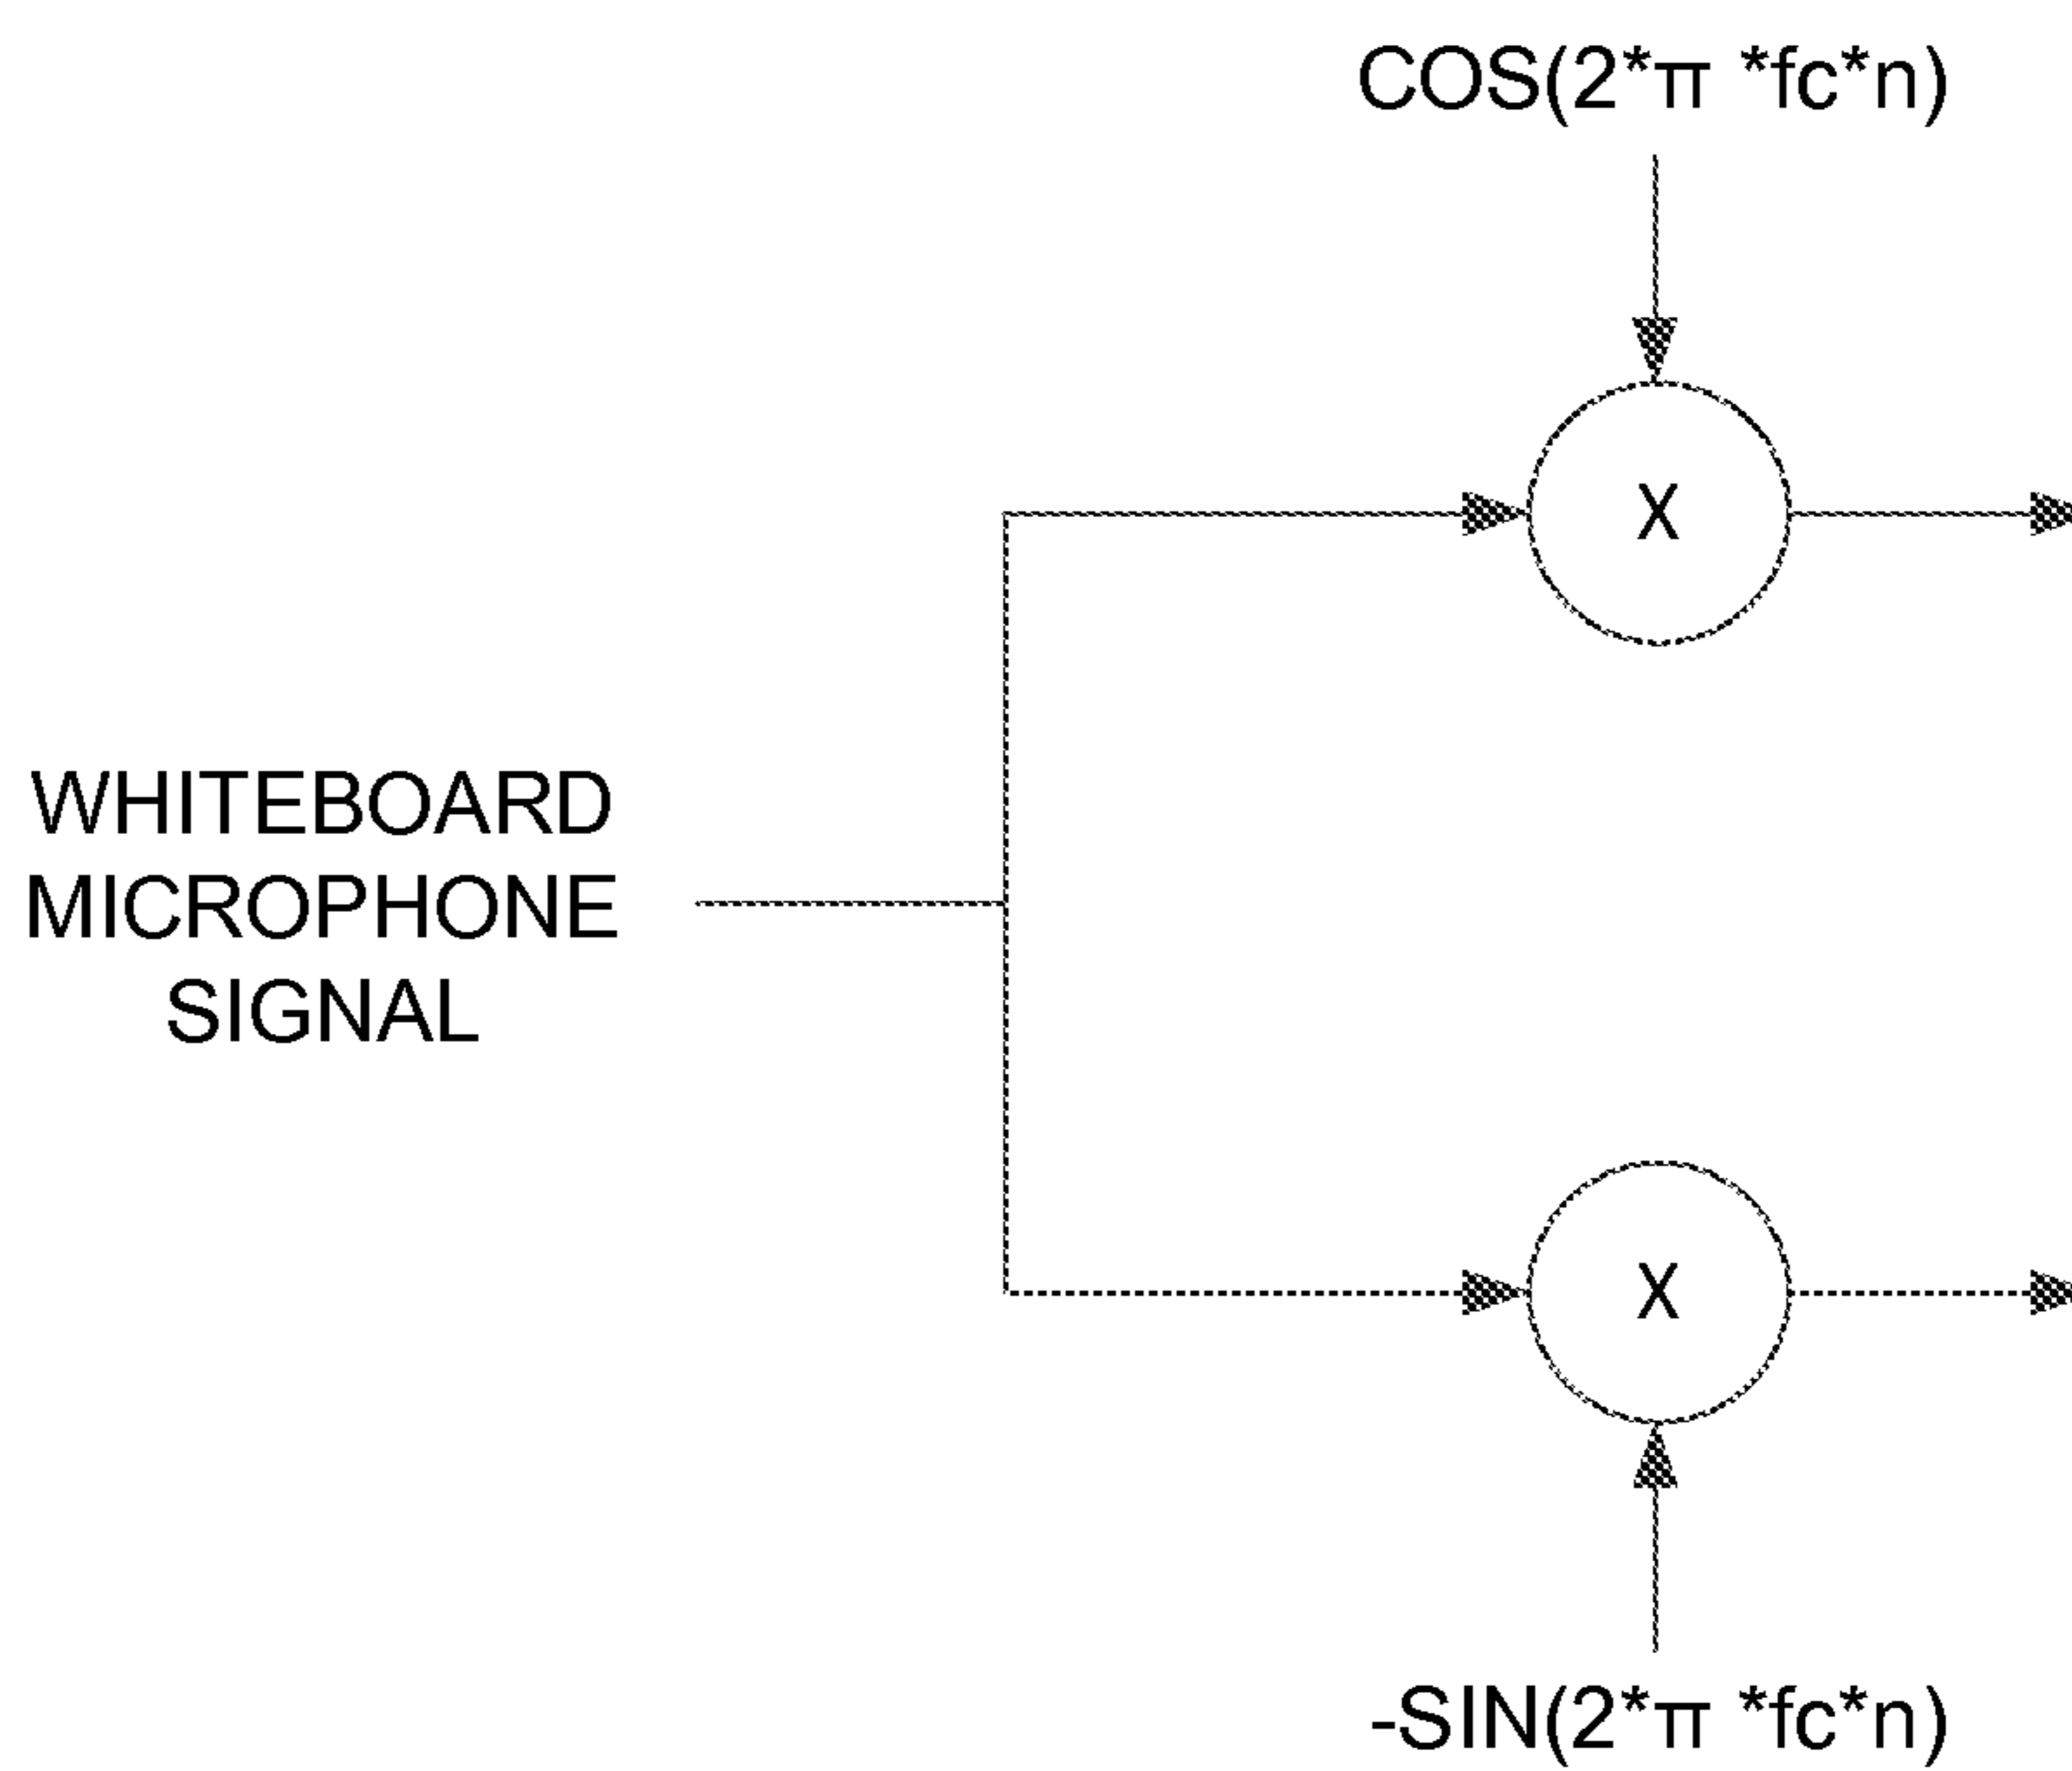 COS(2*π *fc*n)
X
WHITEBOARD
MICROPHONE
SIGNAL
X
-SIN(2*π *fc*n)